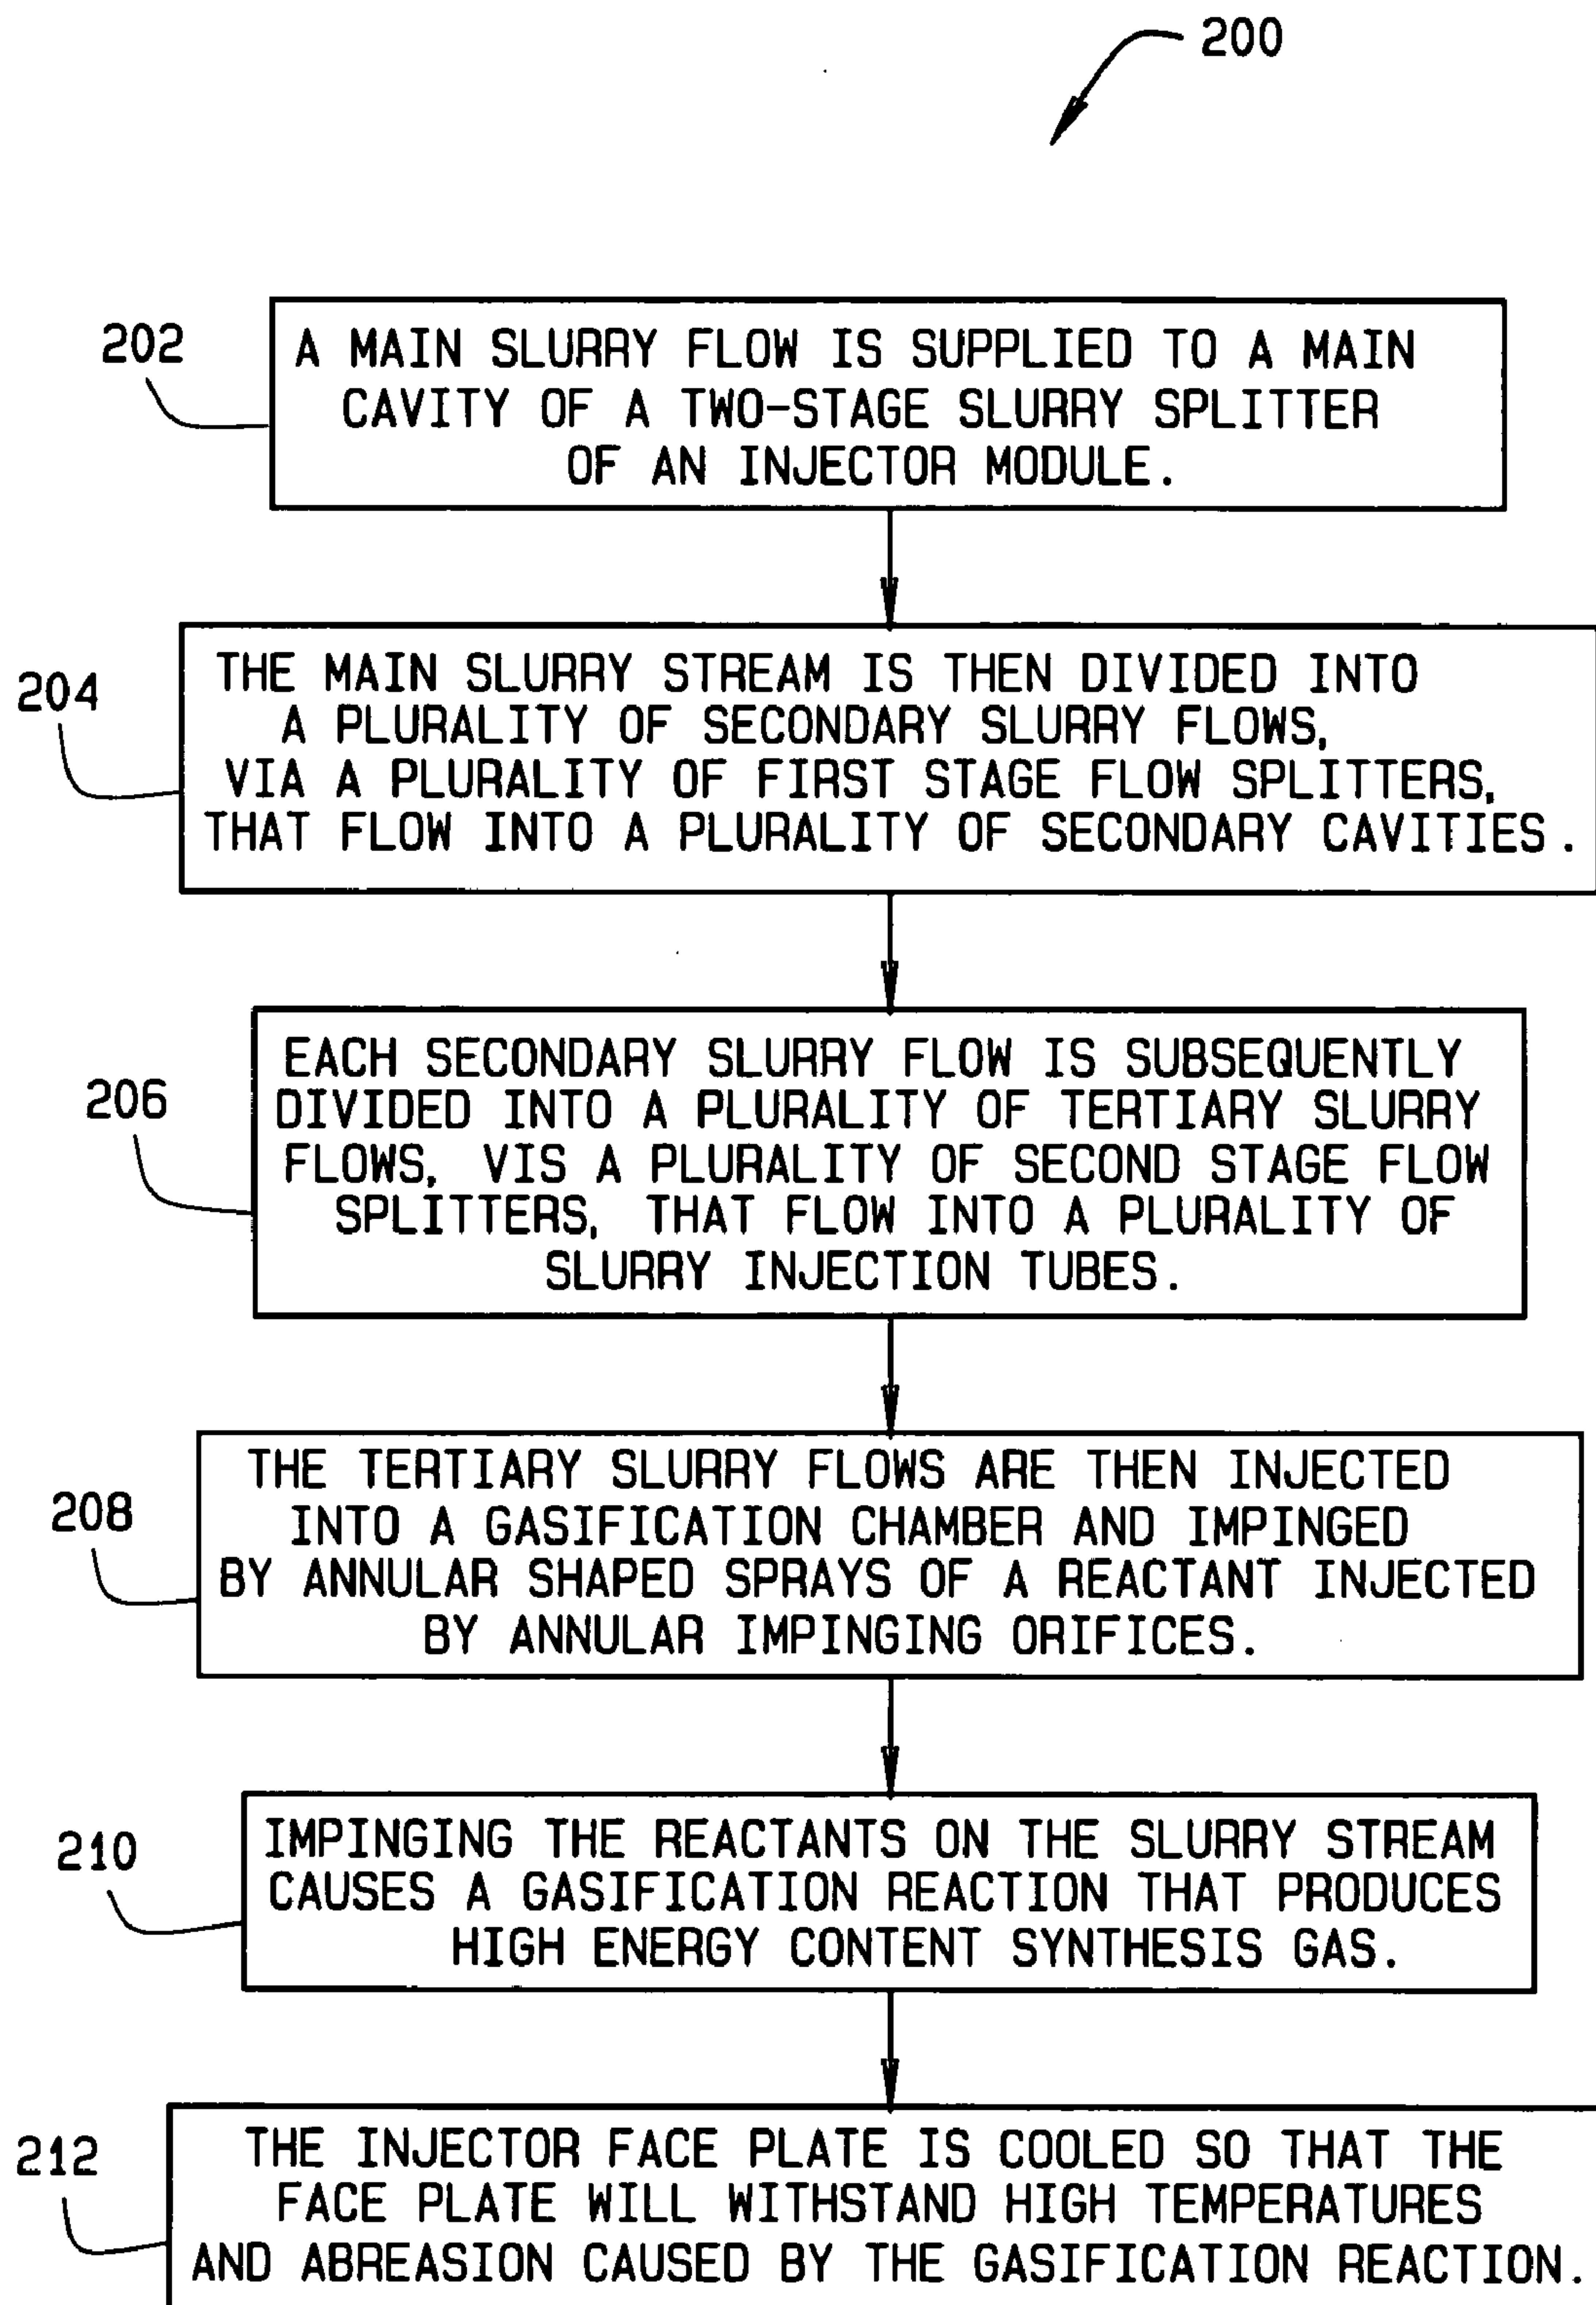 200
202
A MAIN SLURRY FLOW IS SUPPLIED TO A MAIN
CAVITY OF A TWO-STAGE SLURRY SPLITTER
OF AN INJECTOR MODULE.
204
THE MAIN SLURRY STREAM IS THEN DIVIDED INTO
A PLURALITY OF SECONDARY SLURRY FLOWS,
VIA A PLURALITY OF FIRST STAGE FLOW SPLITTERS,
THAT FLOW INTO A PLURALITY OF SECONDARY CAVITIES.
206
EACH SECONDARY SLURRY FLOW IS SUBSEQUENTLY
DIVIDED INTO A PLURALITY OF TERTIARY SLURRY
FLOWS, VIS A PLURALITY OF SECOND STAGE FLOW
SPLITTERS, THAT FLOW INTO A PLURALITY OF
SLURRY INJECTION TUBES.
208
THE TERTIARY SLURRY FLOWS ARE THEN INJECTED
INTO A GASIFICATION CHAMBER AND IMPINGED
BY ANNULAR SHAPED SPRAYS OF A REACTANT INJECTED
BY ANNULAR IMPINGING ORIFICES.
210
IMPINGING THE REACTANTS ON THE SLURRY STREAM
CAUSES A GASIFICATION REACTION THAT PRODUCES
HIGH ENERGY CONTENT SYNTHESIS GAS.
212
THE INJECTOR FACE PLATE IS COOLED SO THAT THE
FACE PLATE WILL WITHSTAND HIGH TEMPERATURES
AND ABREASION CAUSED BY THE GASIFICATION REACTION.